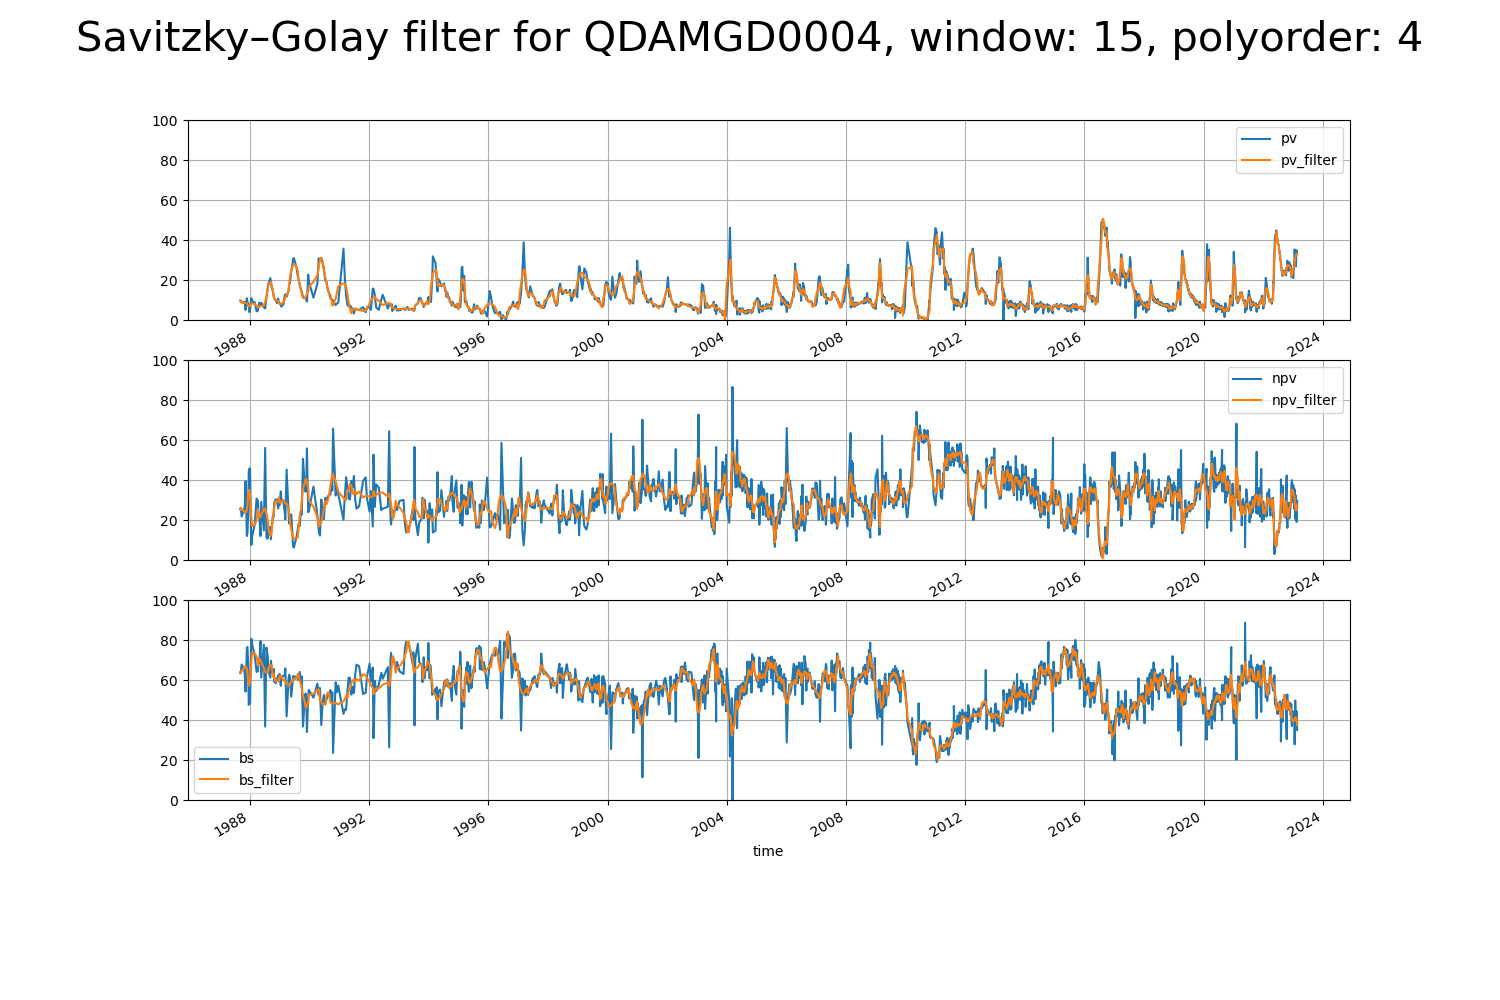 Savitzky–Golay filter for QDAMGD0004, window: 15, polyorder: 4
100
80
60
40
20
0
pv
pv_filter
1988 1992 1996 2000 2004 2008 2012 2016 2020 2024
100
80
60
40
20
0
npv
npv_filter
1988 1992 1996 2000 2004 2008 2012 2016 2020 2024
100
80
60
40
20
0
bs
bs_filter
1988 1992 1996 2000 2004 2008 2012 2016 2020 2024
time